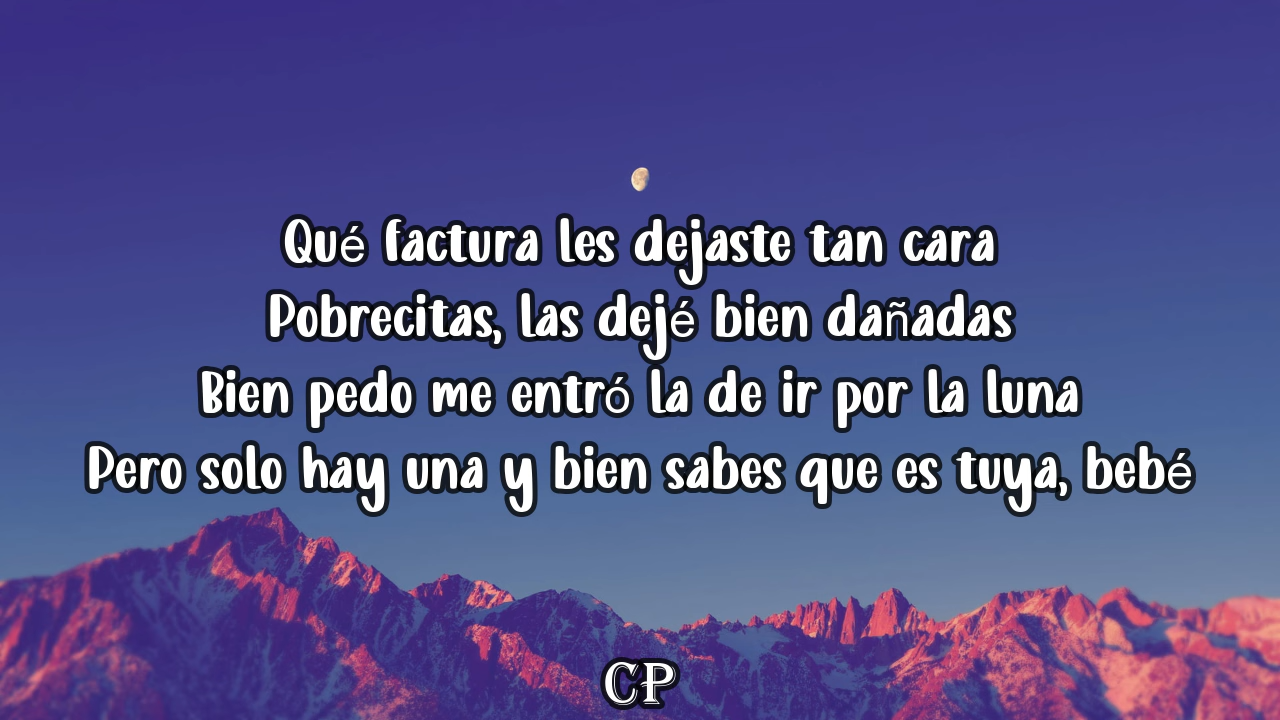 Qué factura les dejaste tan cara
Pobrecitas, las dejé bien dañadas
Bien pedo me entró la de ir por la luna
Pero solo hay una y bien sabes que es tuya, bebé
CP